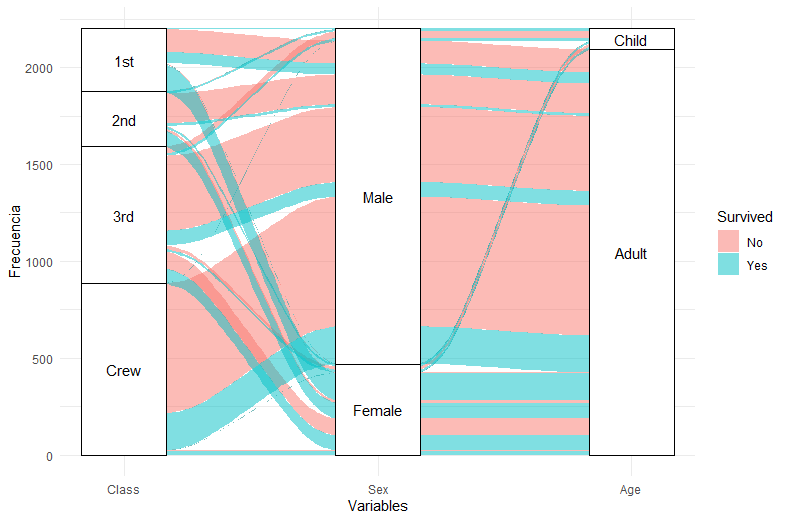 Frecuencia
2000
1500
1000
500
0
1st
2nd
3rd
Crew
Male
Female
Child
Adult
Class
Sex
Age
Variables
Survived
No
Yes